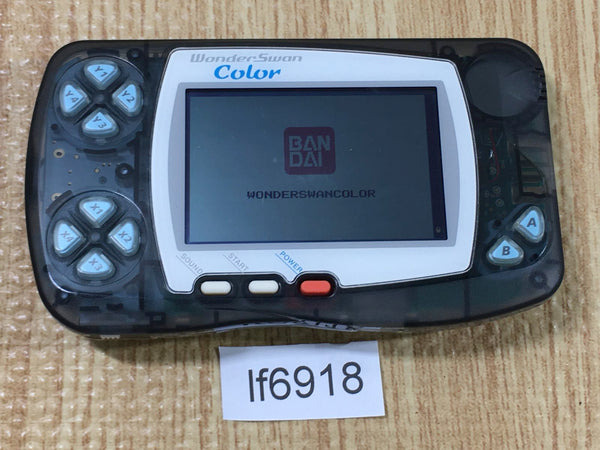 WonderSwan
Color
Y1
Y2
Y3
Y4
BAN
DAI
WONDERSWANCOLOR
X1
X2
X3
X4
A
B
SOUND
START
POWER
lf6918